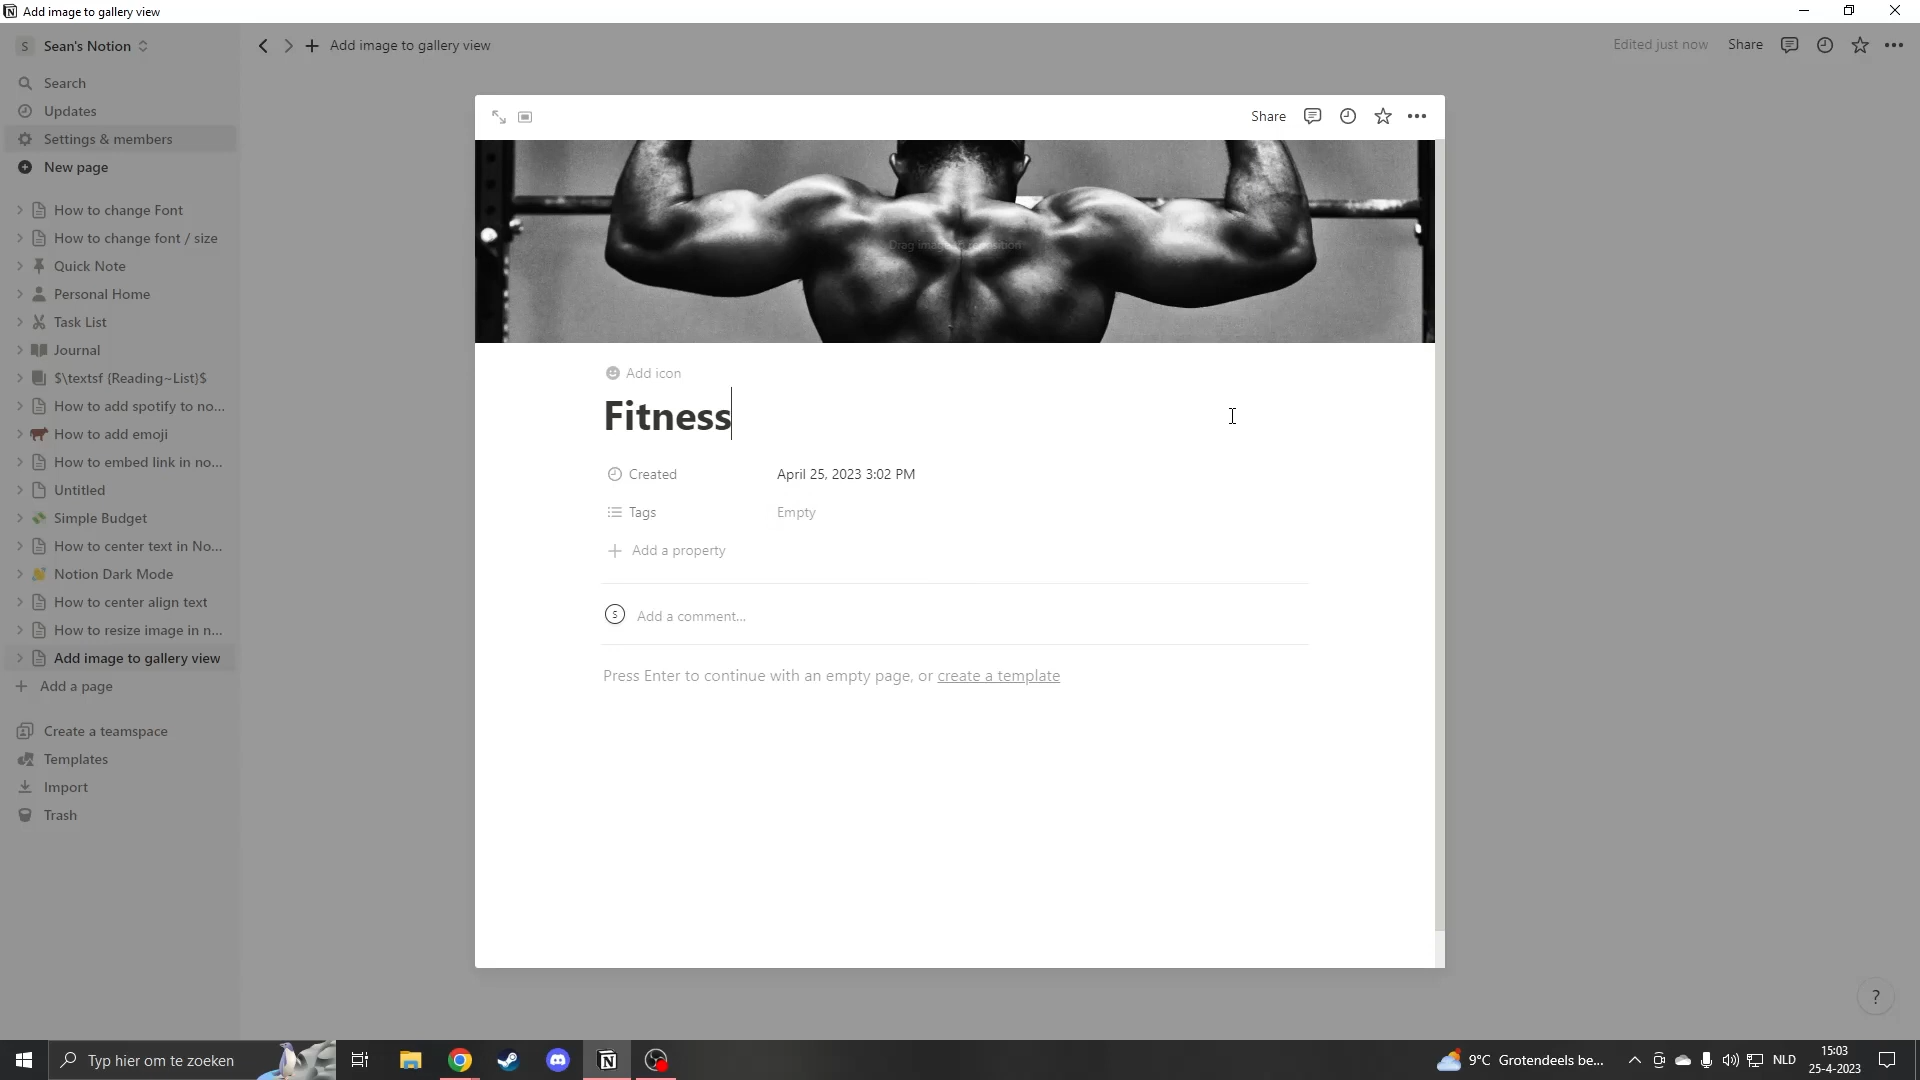 Add image to gallery view
S Sean's Notion
Add image to gallery view
Edited just now
Share
Search
Updates
Settings & members
New page
How to change Font
How to change font / size
Quick Note
Personal Home
Task List
Journal
$\textsf {Reading~List}$
How to add spotify to no...
How to add emoji
How to embed link in no...
Untitled
Simple Budget
How to center text in No...
Notion Dark Mode
How to center align text
How to resize image in n...
Add image to gallery view
Add a page
Create a teamspace
Templates
Import
Trash
Share
Drag image to reposition
Add icon
Fitness
Created April 25, 2023 3:02 PM
Tags Empty
Add a property
S Add a comment...
Press Enter to continue with an empty page, or create a template
?
Typ hier om te zoeken
9°C Grotendeels be...
NLD
15:03
25-4-2023